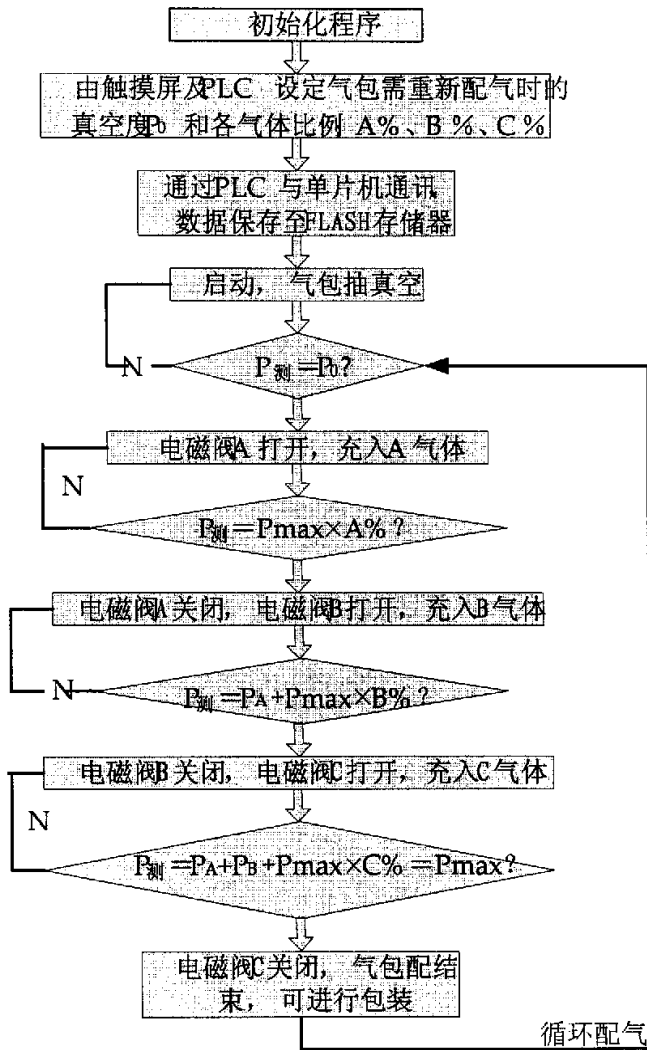 初始化程序
由触摸屏及PLC 设定气包需重新配气时的
真空度P₀ 和各气体比例 A%、B %、C %
通过PLC 与单片机通讯,
数据保存至FLASH存储器
启动, 气包抽真空
N
P测=P₀?
电磁阀A 打开, 充入A 气体
N
P测=Pmax×A% ?
电磁阀A 关闭, 电磁阀B打开, 充入B 气体
N
P测=PA+Pmax×B% ?
电磁阀B 关闭, 电磁阀C打开, 充入C 气体
N
P测=PA+PB+Pmax×C% =Pmax?
电磁阀C 关闭, 气包配结
束, 可进行包装
循环配气